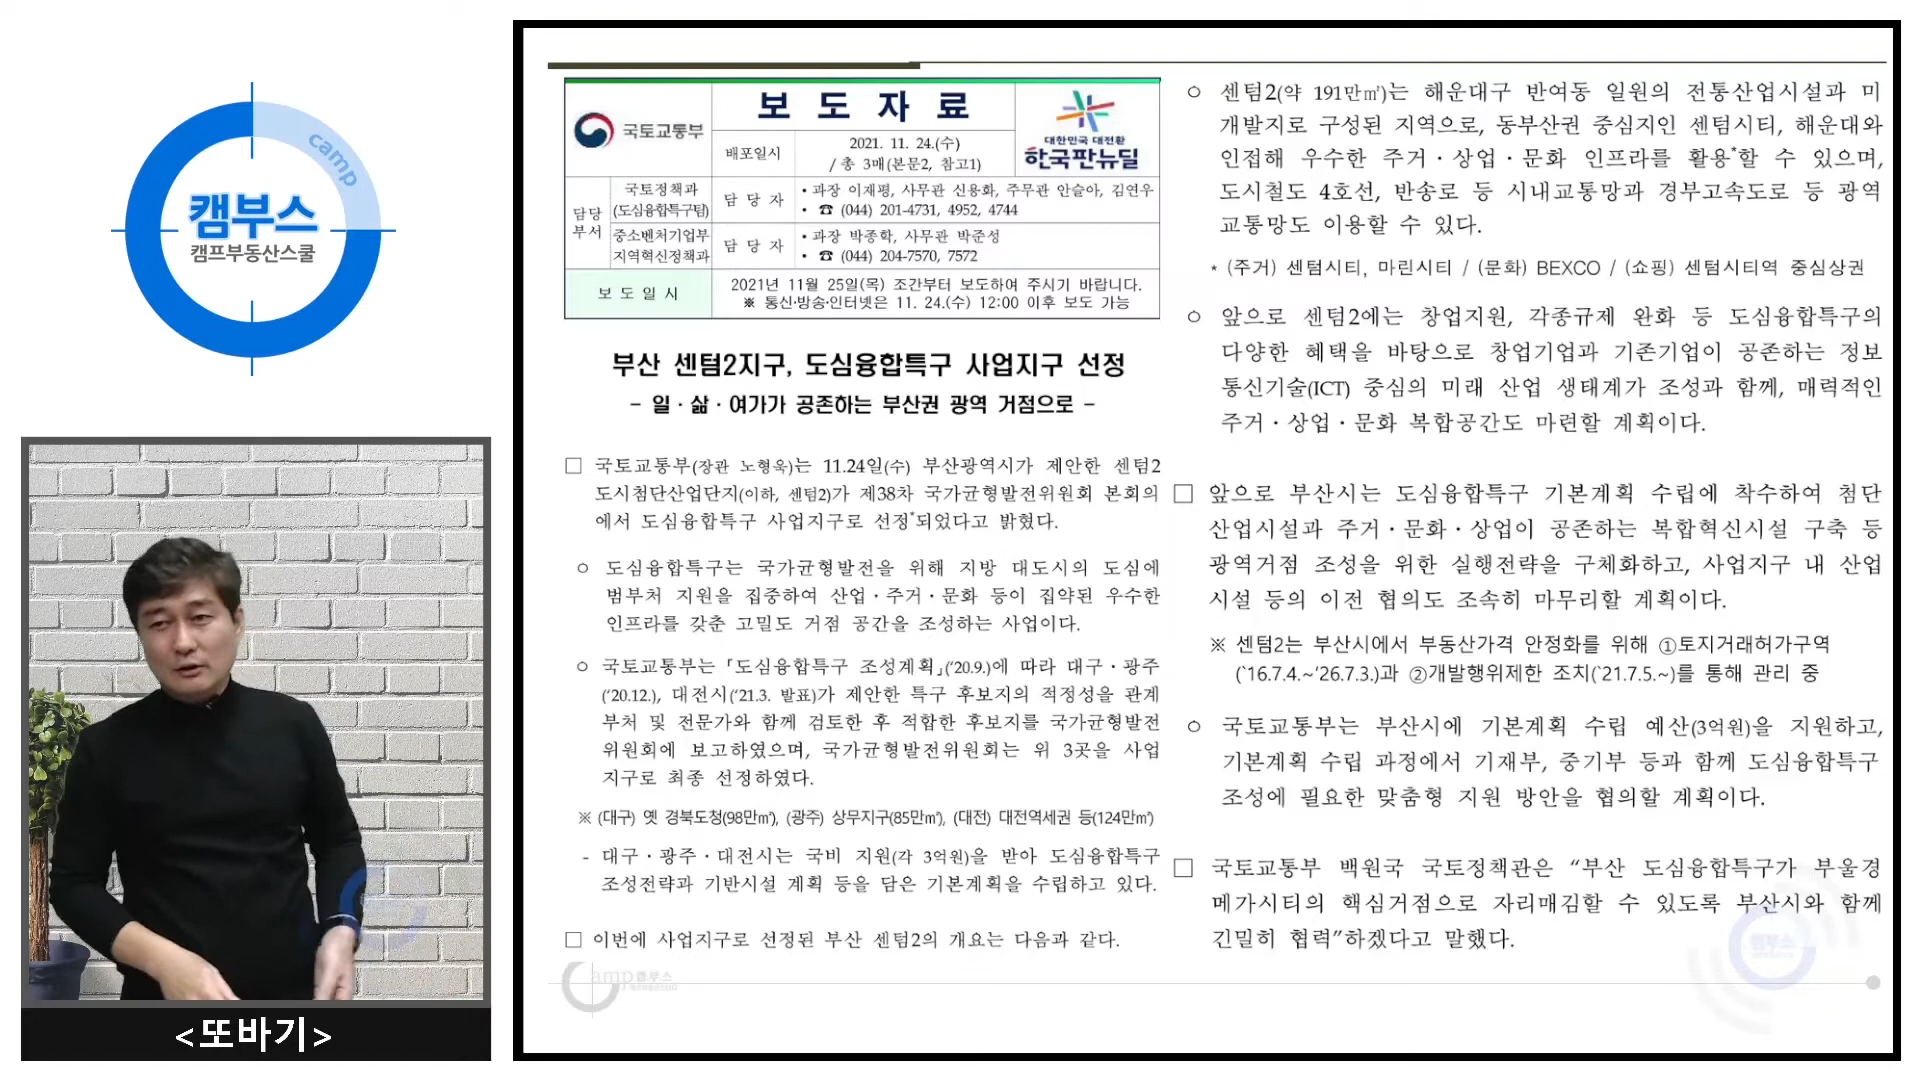 camp
캠부스
캠프부동산스쿨
<또바기>
국토교통부
보 도 자 료
배포일시
2021. 11. 24.(수)
/ 총 3매(본문2, 참고1)
대한민국 대전환
한국판뉴딜
담당
부서
국토정책과
(도심융합특구팀)
담 당 자
• 과장 이재평, 사무관 신용화, 주무관 안슬아, 김연우
• ☎ (044) 201-4731, 4952, 4744
중소벤처기업부
지역혁신정책과
담 당 자
• 과장 박종학, 사무관 박준성
• ☎ (044) 204-7570, 7572
보 도 일 시
2021년 11월 25일(목) 조간부터 보도하여 주시기 바랍니다.
※ 통신·방송·인터넷은 11. 24.(수) 12:00 이후 보도 가능
부산 센텀2지구, 도심융합특구 사업지구 선정
- 일·삶·여가가 공존하는 부산권 광역 거점으로 -
□ 국토교통부(장관 노형욱)는 11.24일(수) 부산광역시가 제안한 센텀2
도시첨단산업단지(이하, 센텀2)가 제38차 국가균형발전위원회 본회의
에서 도심융합특구 사업지구로 선정*되었다고 밝혔다.
○ 도심융합특구는 국가균형발전을 위해 지방 대도시의 도심에
범부처 지원을 집중하여 산업·주거·문화 등이 집약된 우수한
인프라를 갖춘 고밀도 거점 공간을 조성하는 사업이다.
○ 국토교통부는 「도심융합특구 조성계획」(‘20.9.)에 따라 대구·광주
(‘20.12.), 대전시(‘21.3. 발표)가 제안한 특구 후보지의 적정성을 관계
부처 및 전문가와 함께 검토한 후 적합한 후보지를 국가균형발전
위원회에 보고하였으며, 국가균형발전위원회는 위 3곳을 사업
지구로 최종 선정하였다.
※ (대구) 옛 경북도청(98만㎡), (광주) 상무지구(85만㎡), (대전) 대전역세권 등(124만㎡)
- 대구·광주·대전시는 국비 지원(각 3억원)을 받아 도심융합특구
조성전략과 기반시설 계획 등을 담은 기본계획을 수립하고 있다.
□ 이번에 사업지구로 선정된 부산 센텀2의 개요는 다음과 같다.
amp캠부스
○ 센텀2(약 191만㎡)는 해운대구 반여동 일원의 전통산업시설과 미
개발지로 구성된 지역으로, 동부산권 중심지인 센텀시티, 해운대와
인접해 우수한 주거·상업·문화 인프라를 활용*할 수 있으며,
도시철도 4호선, 반송로 등 시내교통망과 경부고속도로 등 광역
교통망도 이용할 수 있다.
* (주거) 센텀시티, 마린시티 / (문화) BEXCO / (쇼핑) 센텀시티역 중심상권
○ 앞으로 센텀2에는 창업지원, 각종규제 완화 등 도심융합특구의
다양한 혜택을 바탕으로 창업기업과 기존기업이 공존하는 정보
통신기술(ICT) 중심의 미래 산업 생태계가 조성과 함께, 매력적인
주거·상업·문화 복합공간도 마련할 계획이다.
□ 앞으로 부산시는 도심융합특구 기본계획 수립에 착수하여 첨단
산업시설과 주거·문화·상업이 공존하는 복합혁신시설 구축 등
광역거점 조성을 위한 실행전략을 구체화하고, 사업지구 내 산업
시설 등의 이전 협의도 조속히 마무리할 계획이다.
※ 센텀2는 부산시에서 부동산가격 안정화를 위해 ①토지거래허가구역
(`16.7.4.~‘26.7.3.)과 ②개발행위제한 조치(`21.7.5.~)를 통해 관리 중
○ 국토교통부는 부산시에 기본계획 수립 예산(3억원)을 지원하고,
기본계획 수립 과정에서 기재부, 중기부 등과 함께 도심융합특구
조성에 필요한 맞춤형 지원 방안을 협의할 계획이다.
□ 국토교통부 백원국 국토정책관은 “부산 도심융합특구가 부울경
메가시티의 핵심거점으로 자리매김할 수 있도록 부산시와 함께
긴밀히 협력”하겠다고 말했다.
캠부스